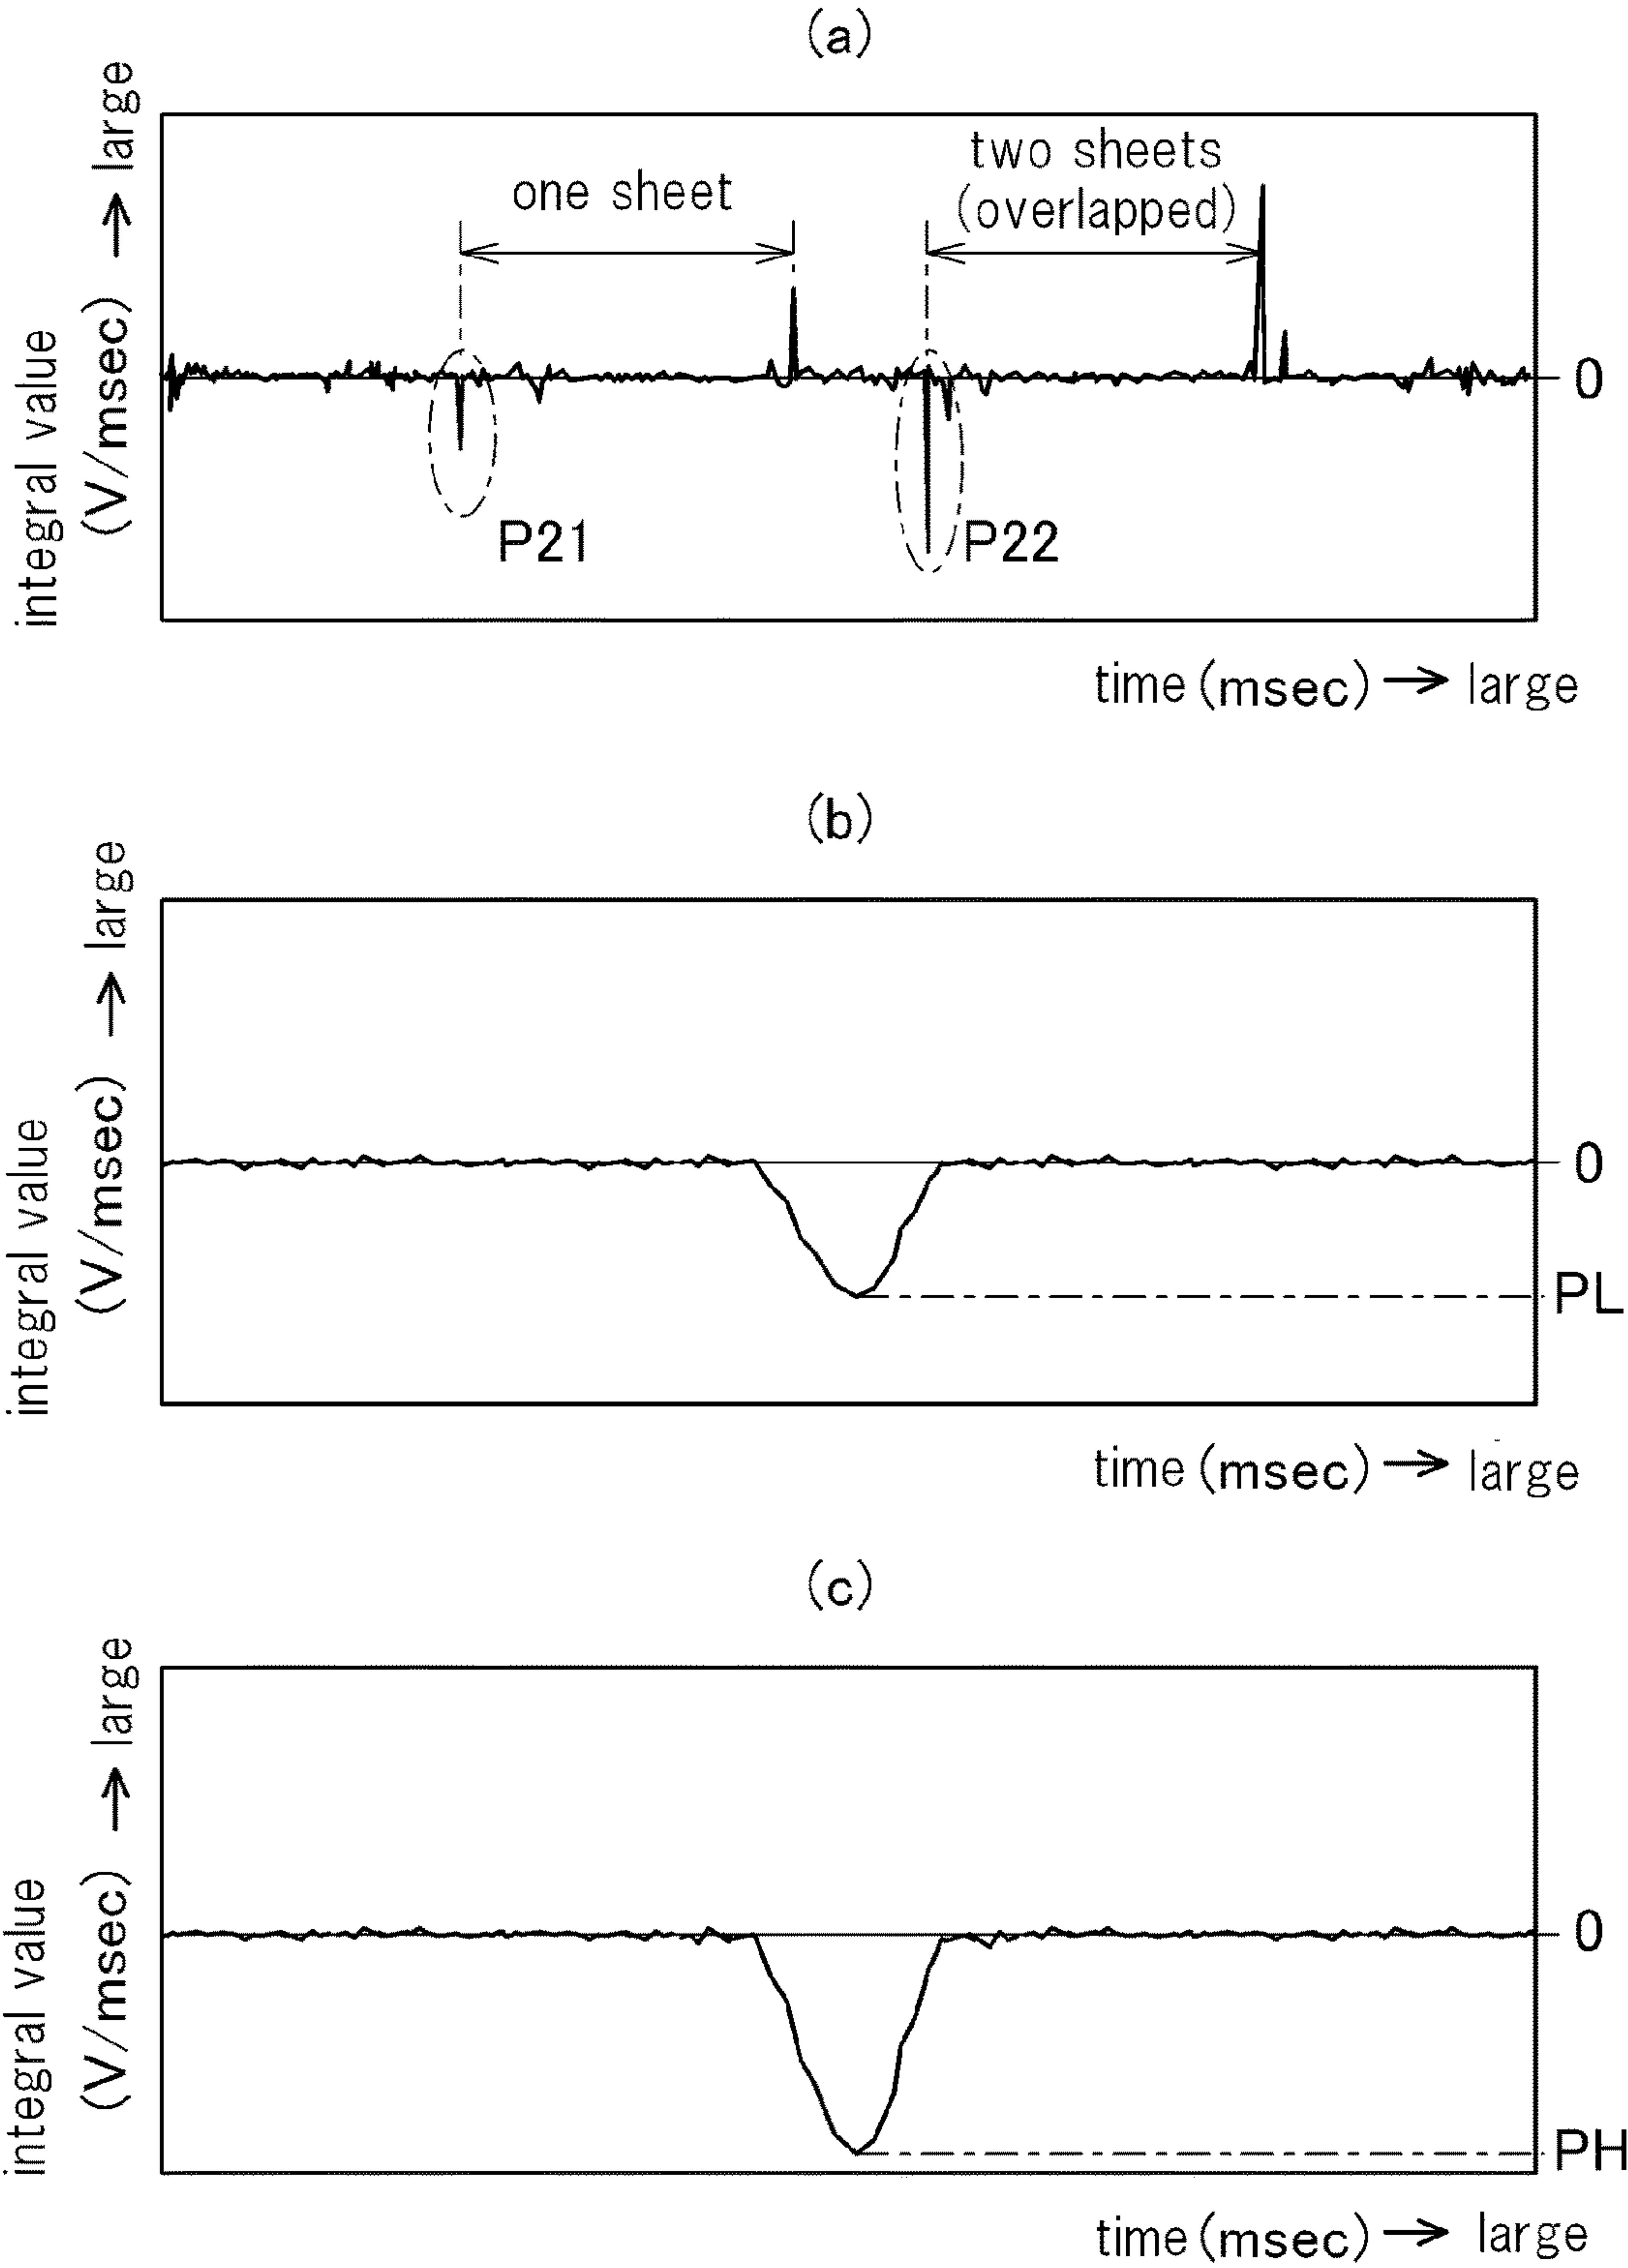 (a)
integral value
(V/msec) → large
one sheet
two sheets
(overlapped)
0
P21
P22
time (msec) → large
(b)
integral value
(V/msec) → large
0
PL
time (msec) → large
(c)
integral value
(V/msec) → large
0
PH
time (msec) → large